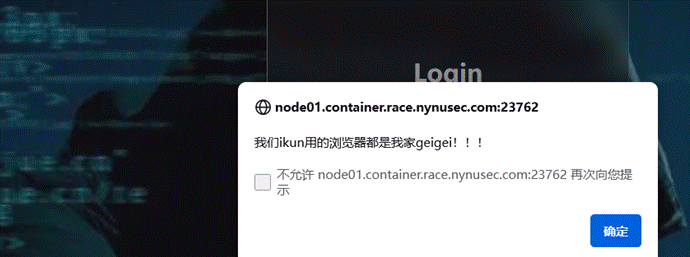 Login
node01.container.race.nynusec.com:23762
我们ikun用的浏览器都是我家geigei！！！
不允许 node01.container.race.nynusec.com:23762 再次向您提
示
确定